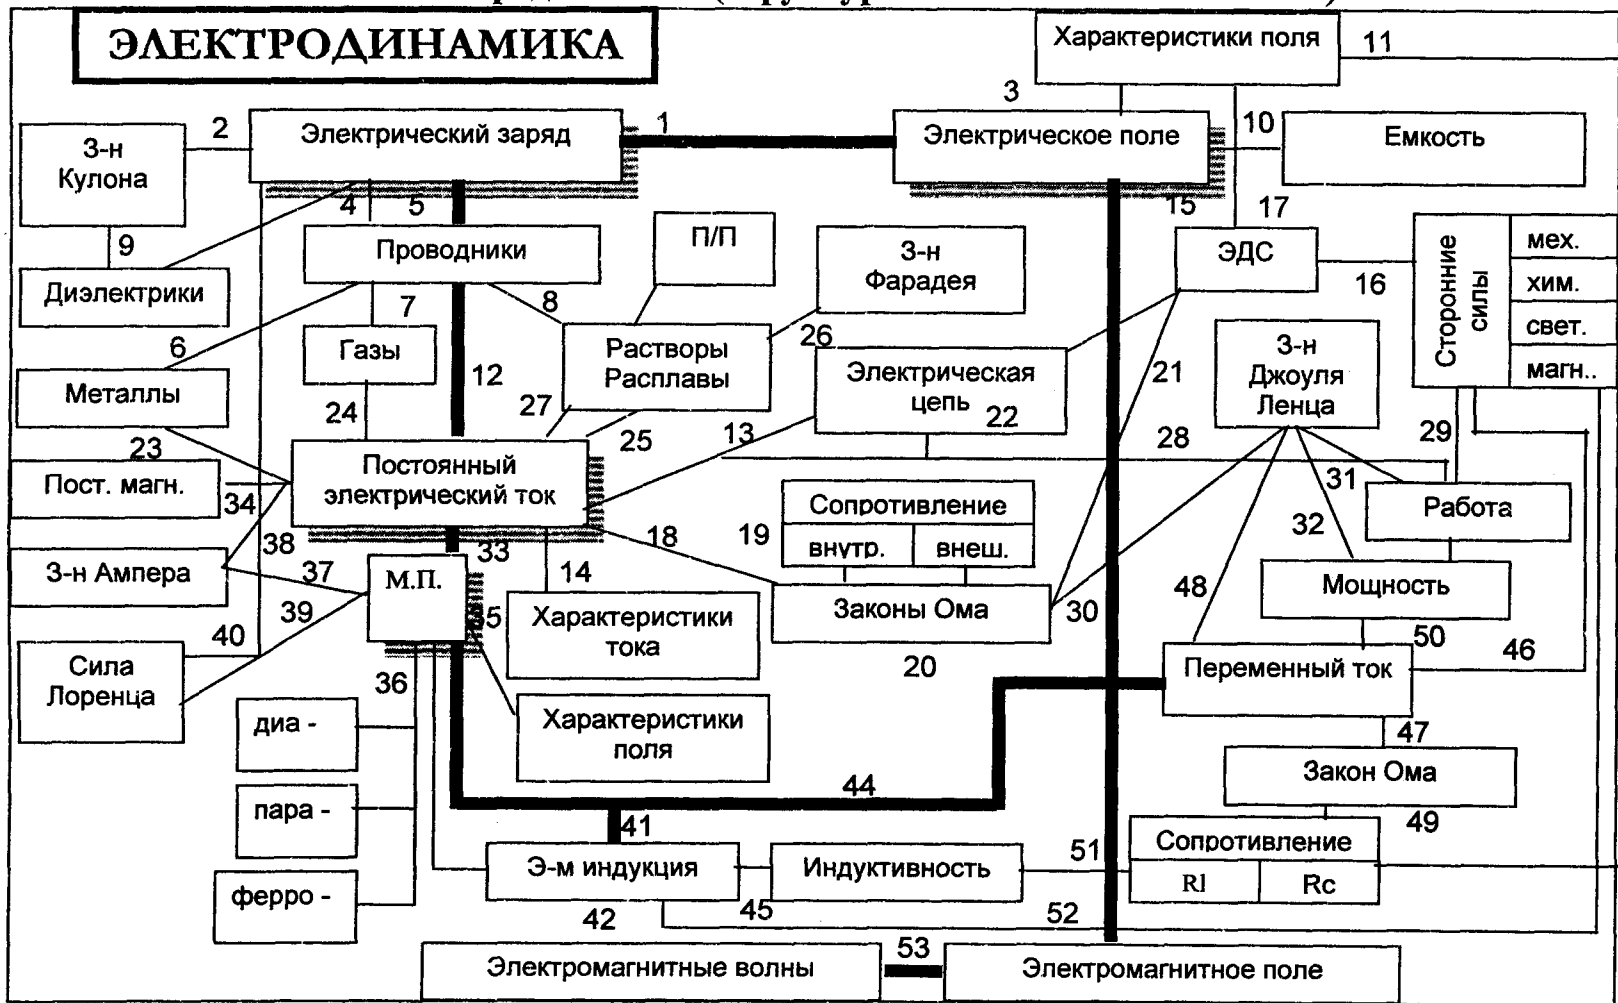 ЭЛЕКТРОДИНАМИКА
Характеристики поля
11
3
2
З-н
Кулона
Электрический заряд
1
Электрическое поле
10
Емкость
4
5
15
17
9
Диэлектрики
Проводники
П/П
З-н
Фарадея
ЭДС
16
Сторонние
силы
мех.
хим.
свет.
магн..
6
7
8
Газы
12
Растворы
Расплавы
26
Электрическая
цепь
22
21
З-н
Джоуля
Ленца
Металлы
24
27
25
13
28
29
23
Пост. магн.
34
Постоянный
электрический ток
31
Работа
38
33
18
19
Сопротивление
внутр.
внеш.
32
З-н Ампера
37
М.П.
14
Законы Ома
30
48
Мощность
39
Характеристики
тока
20
50
46
40
Сила
Лоренца
36
Переменный ток
диа -
Характеристики
поля
47
44
Закон Ома
пара -
41
49
Э-м индукция
Индуктивность
51
Сопротивление
Rl
Rc
ферро -
42
45
52
Электромагнитные волны
53
Электромагнитное поле